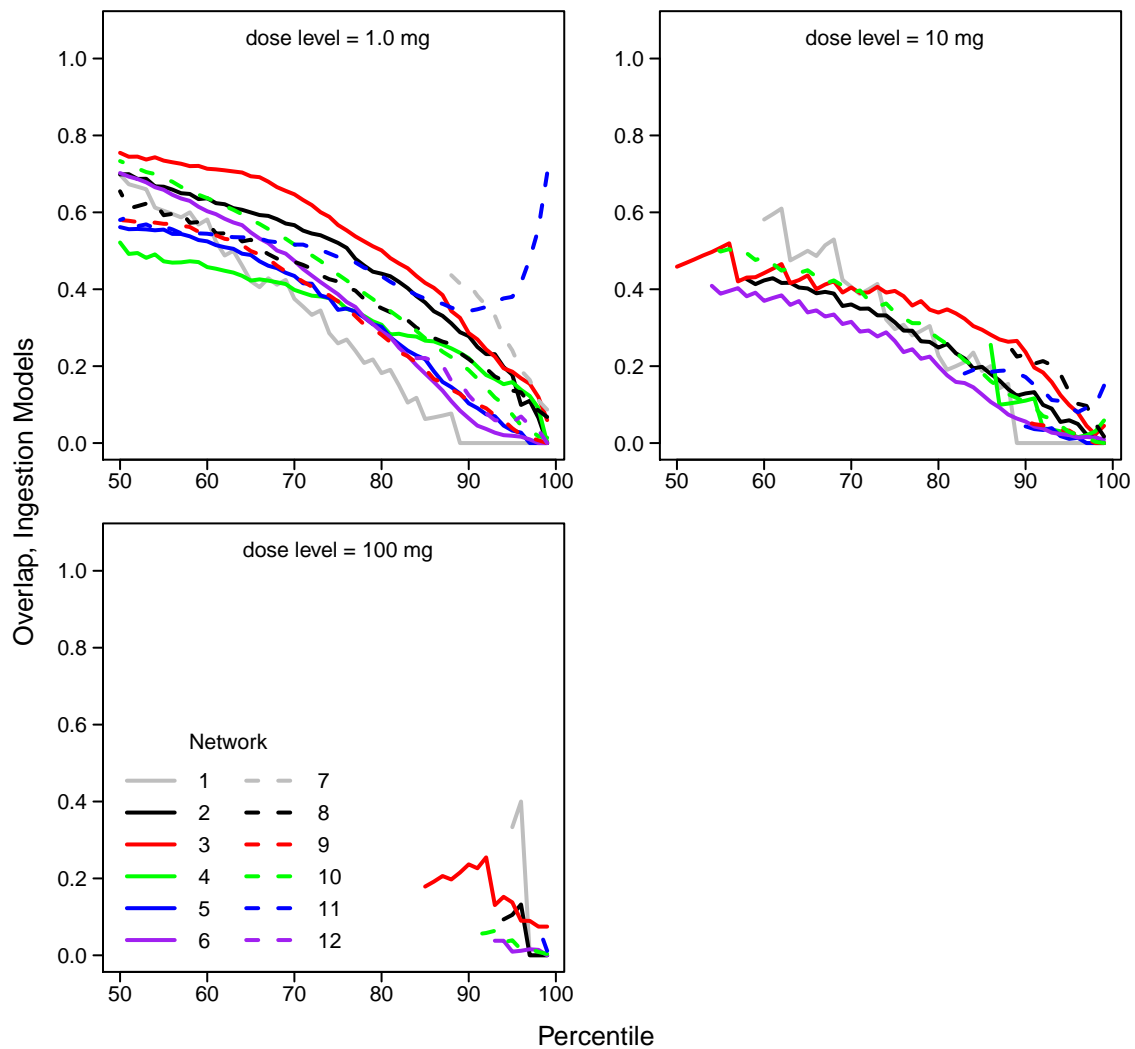 dose level = 1.0 mg
1.0
0.8
0.6
0.4
0.2
0.0
50 60 70 80 90 100
dose level = 10 mg
1.0
0.8
0.6
0.4
0.2
0.0
50 60 70 80 90 100
Overlap, Ingestion Models
dose level = 100 mg
1.0
0.8
0.6
0.4
0.2
0.0
Network
1 7
2 8
3 9
4 10
5 11
6 12
50 60 70 80 90 100
Percentile